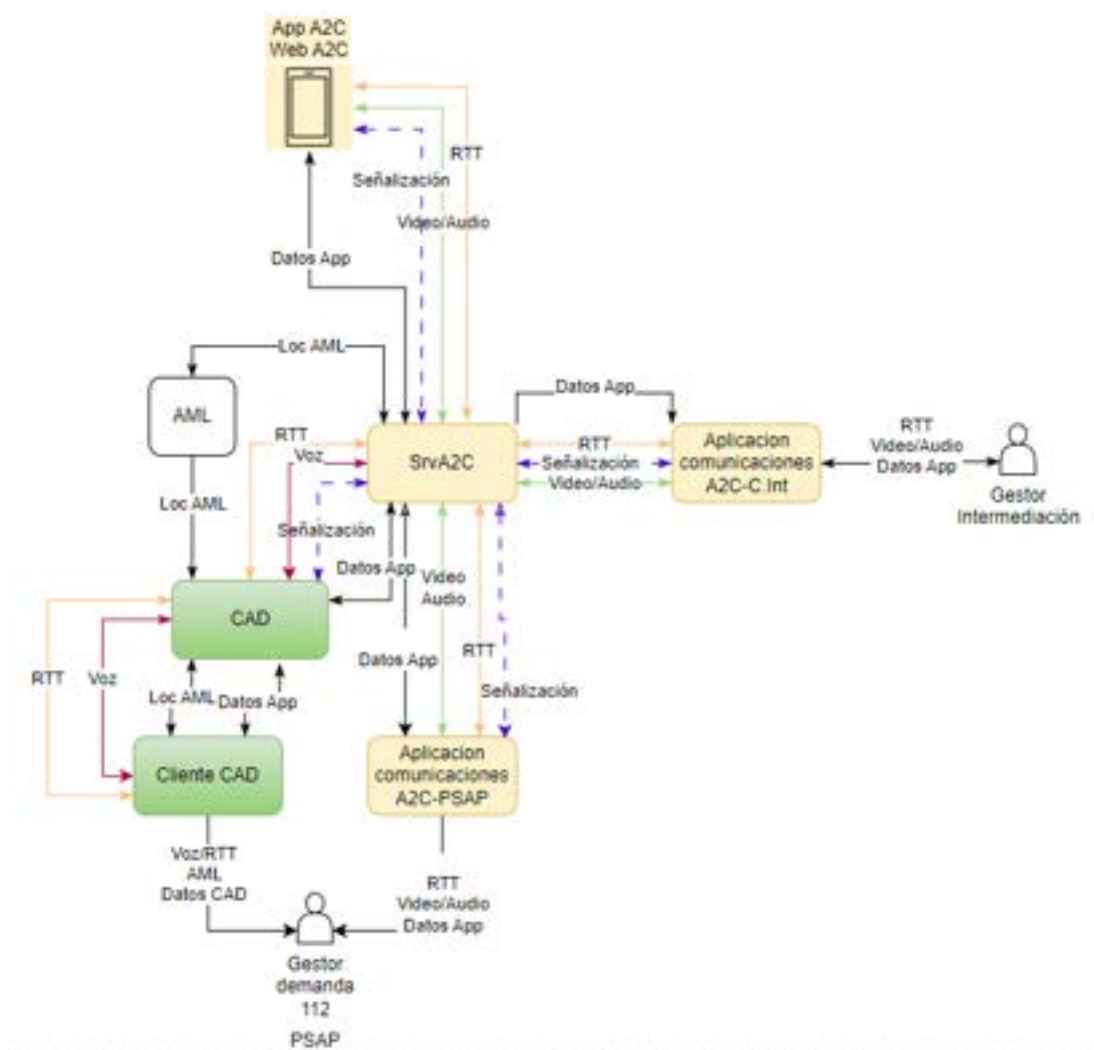 App A2C
Web A2C
RTT
Señalización
Video/Audio
Datos App
Loc AML
AML
Datos App
RTT
Voz
SrvA2C
RTT
Señalización
Video/Audio
Aplicacion
comunicaciones
A2C-C.Int
RTT
Video/Audio
Datos App
Gestor
Intermediación
Loc AML
Señalización
Datos App
Video
Audio
CAD
RTT
Voz
Loc AML
Datos App
Datos App
RTT
Señalización
Cliente CAD
Aplicacion
comunicaciones
A2C-PSAP
Voz/RTT
AML
Datos CAD
RTT
Video/Audio
Datos App
Gestor
demanda
112
PSAP